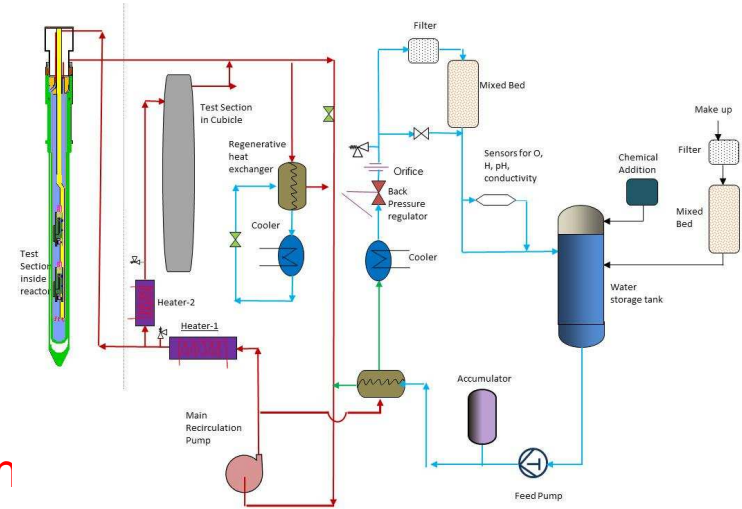 Filter
Mixed Bed
Make up
Test Section
in Cubicle
Regenerative
heat
exchanger
Orifice
Sensors for O,
H, pH,
conductivity
Chemical
Addition
Filter
Back
Pressure
regulator
Mixed
Bed
Cooler
Cooler
Test
Section
inside
reactor
Water
storage tank
Heater-2
Heater-1
Accumulator
Main
Recirculation
Pump
Feed Pump